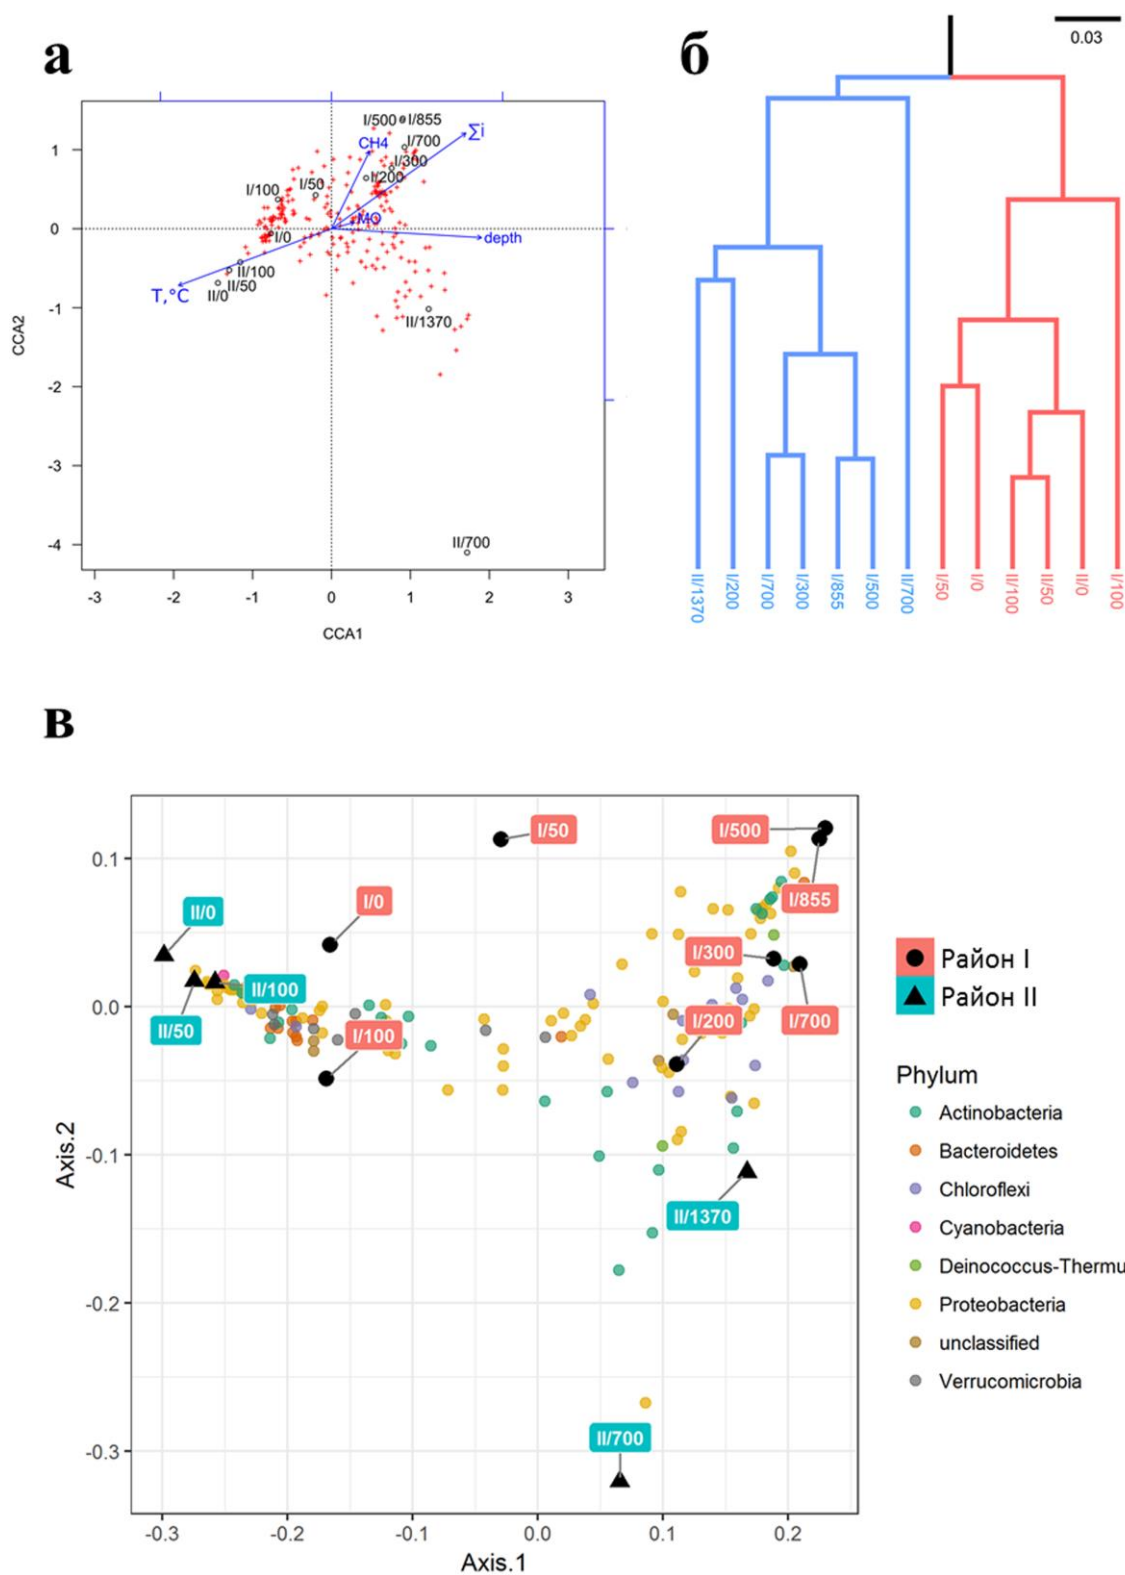 а
CCA2
1
0
-1
-2
-3
-4
I/500
I/855
∑i
CH4
I/700
I/300
I/200
I/100
I/50
MO
I/0
depth
II/100
T,°C
II/50
II/0
II/1370
II/700
-3
-2
-1
0
1
2
3
CCA1
б
0.03
II/1370
I/200
I/700
I/300
I/855
I/500
II/700
I/50
I/0
II/100
II/50
II/0
I/100
в
Axis.2
0.1
0.0
-0.1
-0.2
-0.3
I/50
I/500
I/0
I/855
II/0
I/300
II/100
II/50
I/100
I/200
I/700
II/1370
II/700
-0.3
-0.2
-0.1
0.0
0.1
0.2
Axis.1
Район I
Район II
Phylum
Actinobacteria
Bacteroidetes
Chloroflexi
Cyanobacteria
Deinococcus-Thermu
Proteobacteria
unclassified
Verrucomicrobia